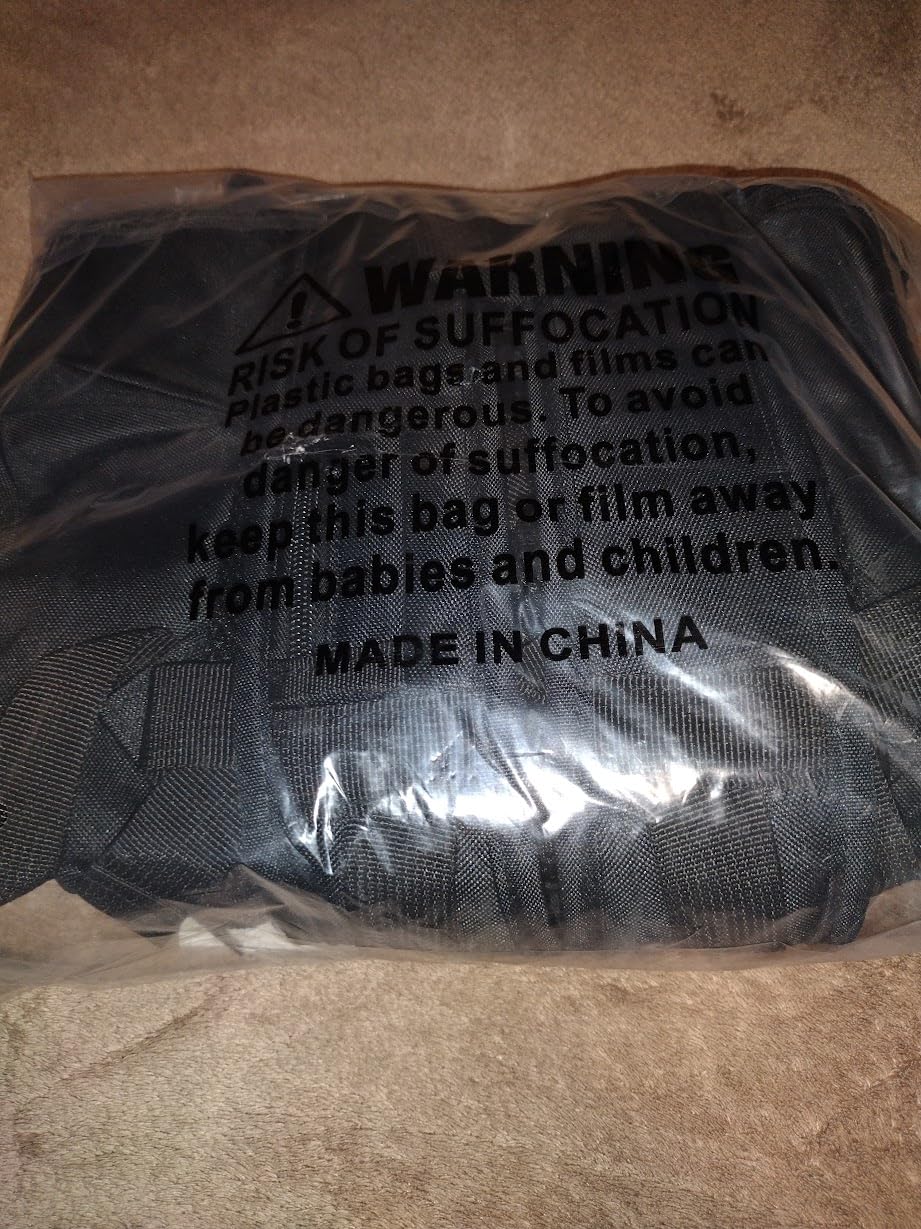 WARNING
RISK OF SUFFOCATION
Plastic bags and films can
be dangerous. To avoid
danger of suffocation,
keep this bag or film away
from babies and children.
MADE IN CHiNA